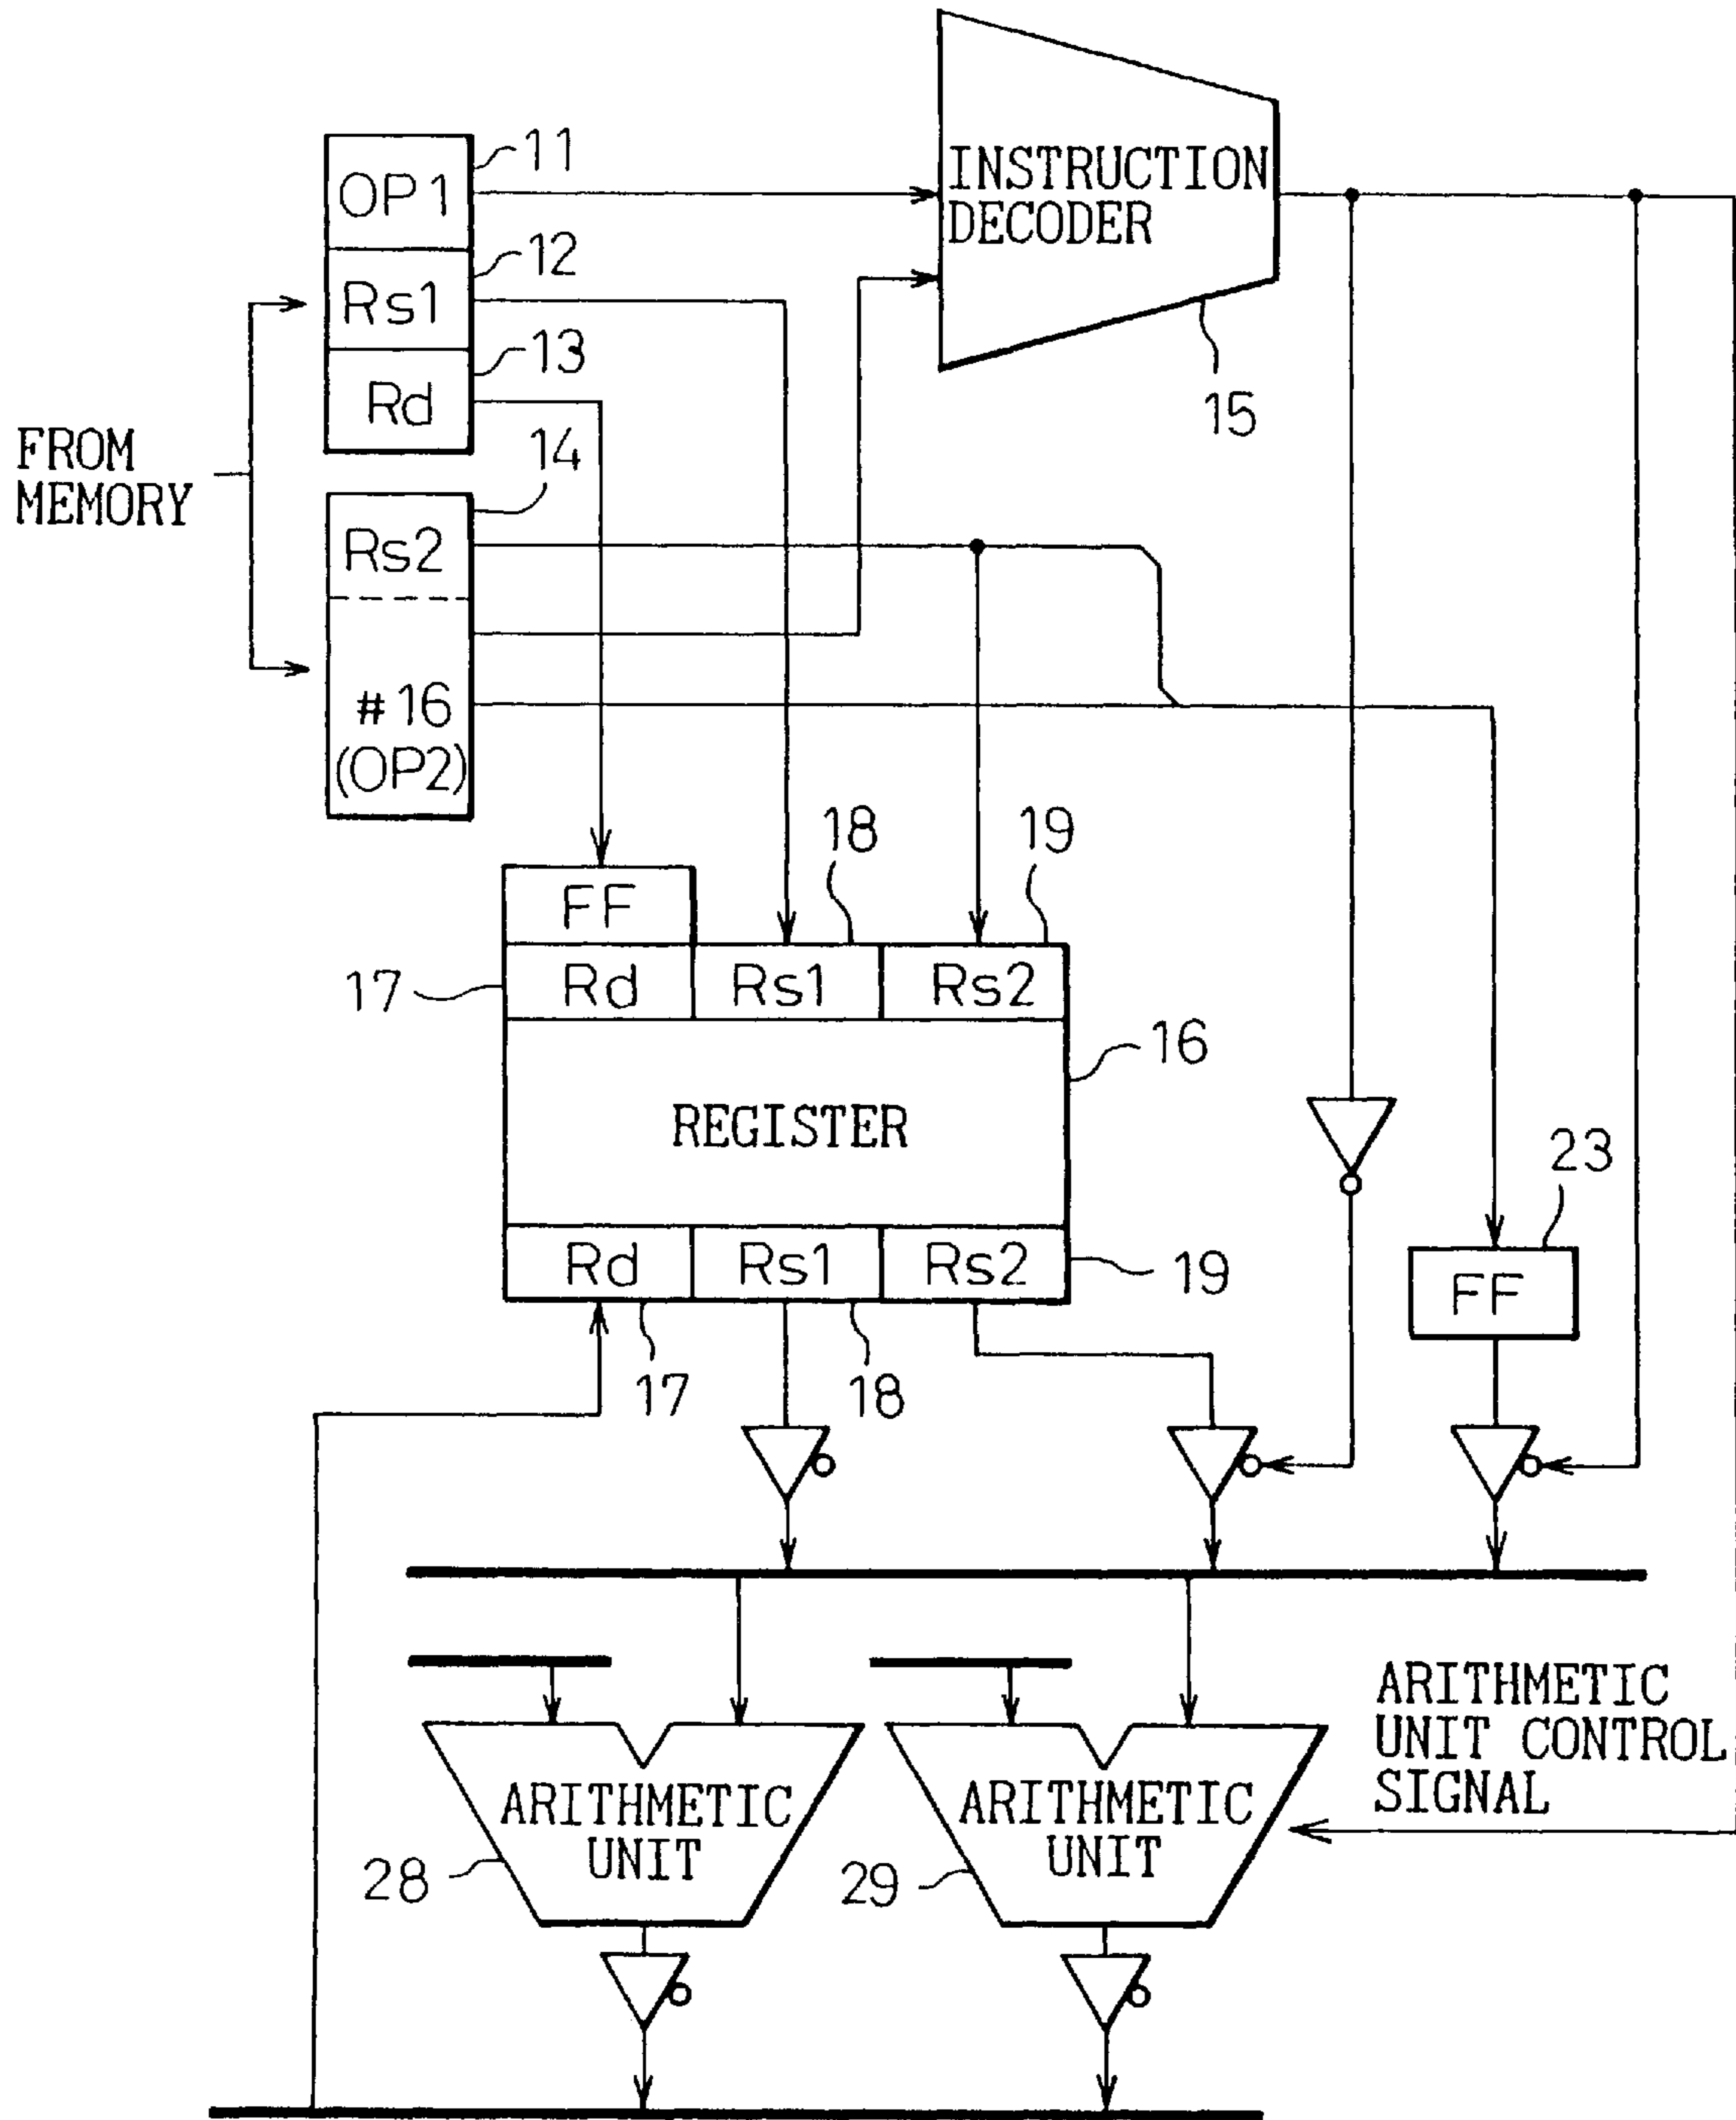 11
OP1
INSTRUCTION
DECODER
12
Rs1
13
Rd
15
FROM
MEMORY
14
Rs2
#16
(OP2)
18
19
FF
17
Rd
Rs1
Rs2
16
REGISTER
23
Rd
Rs1
Rs2
19
FF
17
18
ARITHMETIC
UNIT CONTROL
SIGNAL
ARITHMETIC
UNIT
28
ARITHMETIC
UNIT
29